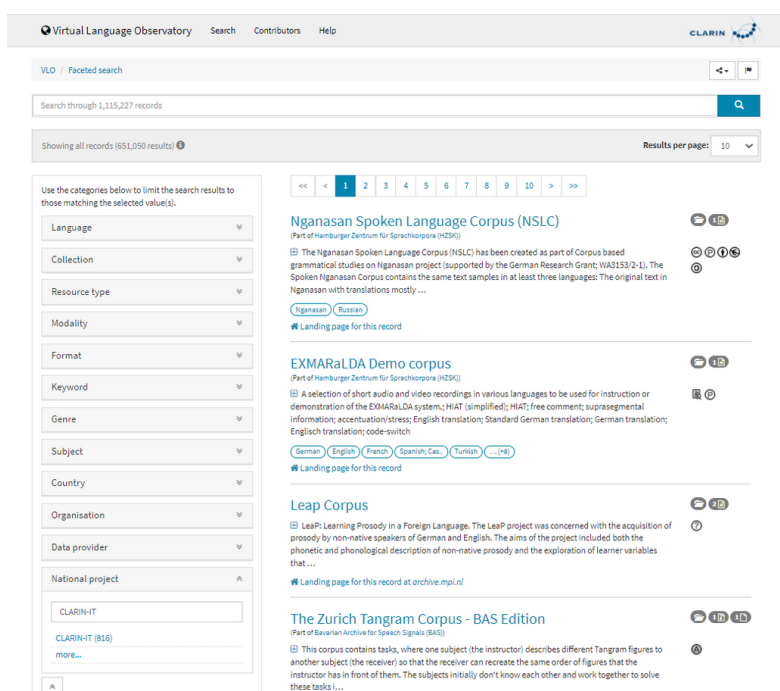 Virtual Language Observatory Search Contributors Help CLARIN
VLO / Faceted search
Search through 1,115,227 records
Showing all records (651,050 results)
Results per page: 10
Use the categories below to limit the search results to
those matching the selected value(s).
Language
Collection
Resource type
Modality
Format
Keyword
Genre
Subject
Country
Organisation
Data provider
National project
CLARIN-IT
CLARIN-IT (816)
more...
<< < 1 2 3 4 5 6 7 8 9 10 > >>
Nganasan Spoken Language Corpus (NSLC)
1
(Part of Hamburger Zentrum für Sprachkorpora (HZSK))
The Nganasan Spoken Language Corpus (NSLC) has been created as part of Corpus based
grammatical studies on Nganasan project (supported by the German Research Grant; WA3153/2-1). The
Spoken Nganasan Corpus contains the same text samples in at least three languages: The original text in
Nganasan with translations mostly ...
Nganasan Russian
Landing page for this record
EXMARaLDA Demo corpus
1
(Part of Hamburger Zentrum für Sprachkorpora (HZSK))
A selection of short audio and video recordings in various languages to be used for instruction or
demonstration of the EXMARaLDA system.; HIAT (simplified); HIAT; free comment; suprasegmental
information; accentuation/stress; English translation; Standard German translation; German translation;
Englisch translation; code-switch
German English French Spanish; Cas.. Turkish ... (+8)
Landing page for this record
Leap Corpus
2
LeaP: Learning Prosody in a Foreign Language. The LeaP project was concerned with the acquisition of
prosody by non-native speakers of German and English. The aims of the project included both the
phonetic and phonological description of non-native prosody and the exploration of learner variables
that ...
Landing page for this record at archive.mpi.nl
The Zurich Tangram Corpus - BAS Edition
1 1
(Part of Bavarian Archive for Speech Signals (BAS))
This corpus contains tasks, where one subject (the instructor) describes different Tangram figures to
another subject (the receiver) so that the receiver can recreate the same order of figures that the
instructor has in front of them. The subjects initially don't know each other and work together to solve
these tasks i...